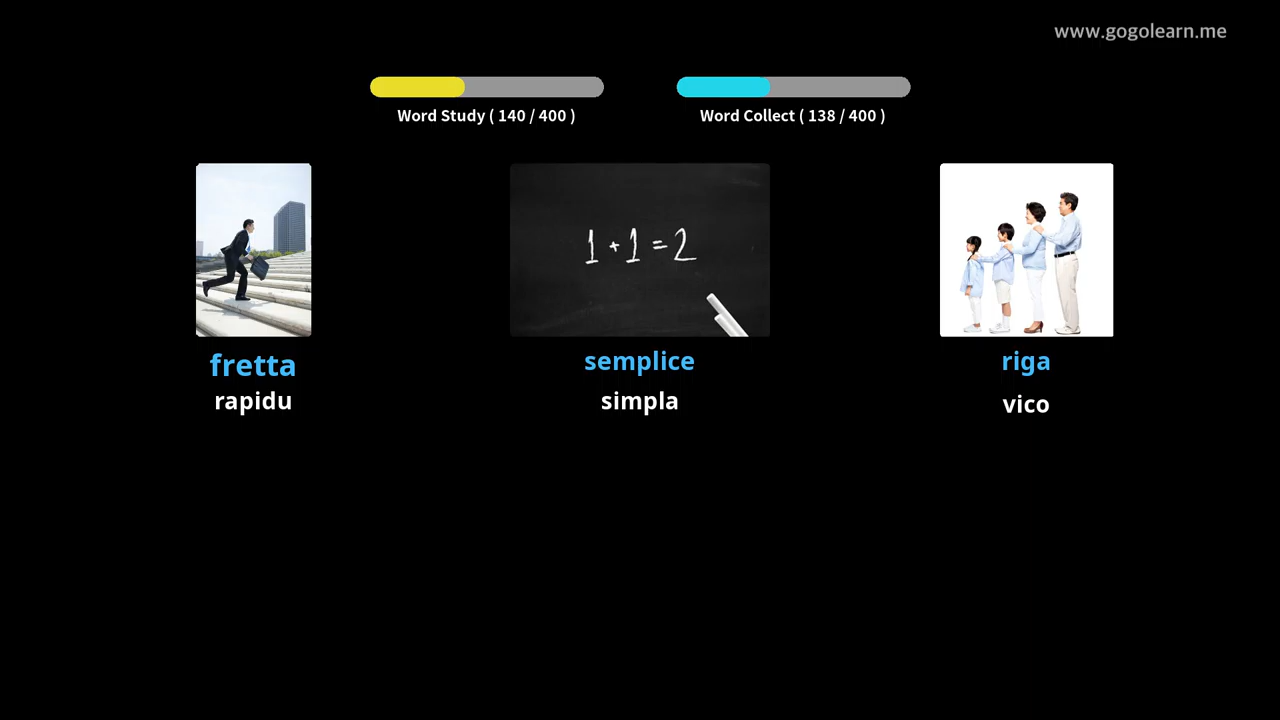 www.gogolearn.me
Word Study ( 140 / 400 )
Word Collect ( 138 / 400 )
1 + 1 = 2
fretta
rapidu
semplice
simpla
riga
vico